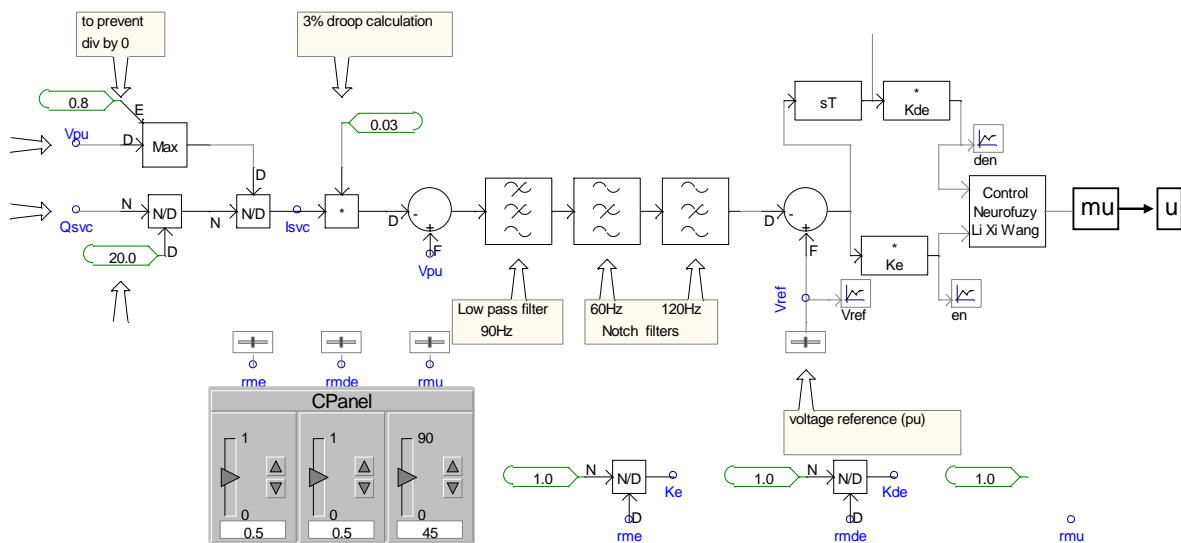 to prevent
div by 0
3% droop calculation
0.8
E
Vpu
D
Max
0.03
sT
*
Kde
den
D
Qsvc
N
N/D
D
20.0
N
N/D
Isvc
*
D
-
+
F
Vpu
D
-
+
F
Control
Neurofuzy
Li Xi Wang
mu
u
*
Ke
en
Vref
Vref
Low pass filter
90Hz
60Hz 120Hz
Notch filters
rme
rmde
rmu
voltage reference (pu)
CPanel
1
0
0.5
1
0
0.5
90
0
45
1.0
N
N/D
D
Ke
rme
1.0
N
N/D
D
Kde
rmde
1.0
rmu